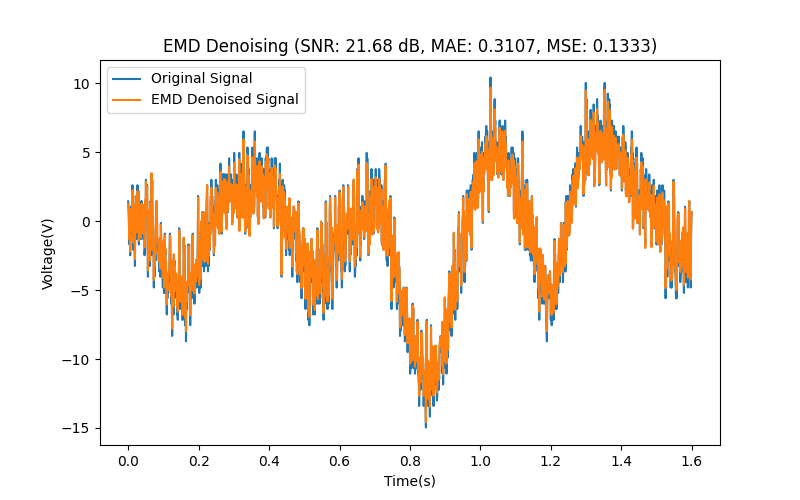 EMD Denoising (SNR: 21.68 dB, MAE: 0.3107, MSE: 0.1333)
Original Signal
EMD Denoised Signal
10
5
0
−5
−10
−15
Voltage(V)
0.0 0.2 0.4 0.6 0.8 1.0 1.2 1.4 1.6
Time(s)